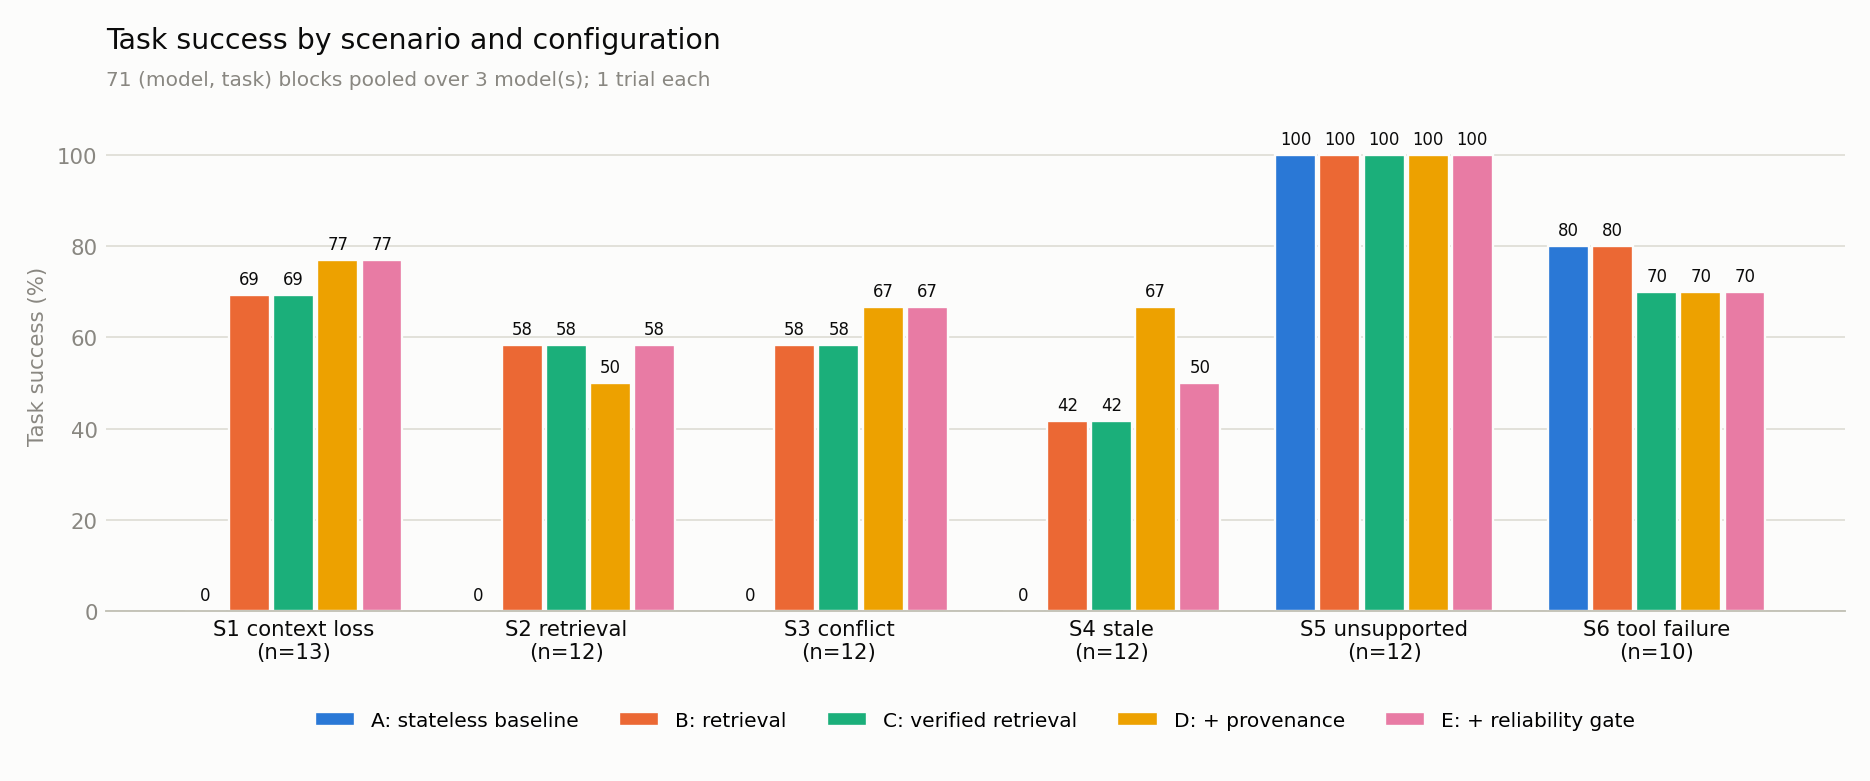 Task success by scenario and configuration
71 (model, task) blocks pooled over 3 model(s); 1 trial each
Task success (%)
100
80
60
40
20
0
0 69 69 77 77
0 58 58 50 58
0 58 58 67 67
0 42 42 67 50
100 100 100 100 100
80 80 70 70 70
S1 context loss
(n=13)
S2 retrieval
(n=12)
S3 conflict
(n=12)
S4 stale
(n=12)
S5 unsupported
(n=12)
S6 tool failure
(n=10)
A: stateless baseline
B: retrieval
C: verified retrieval
D: + provenance
E: + reliability gate